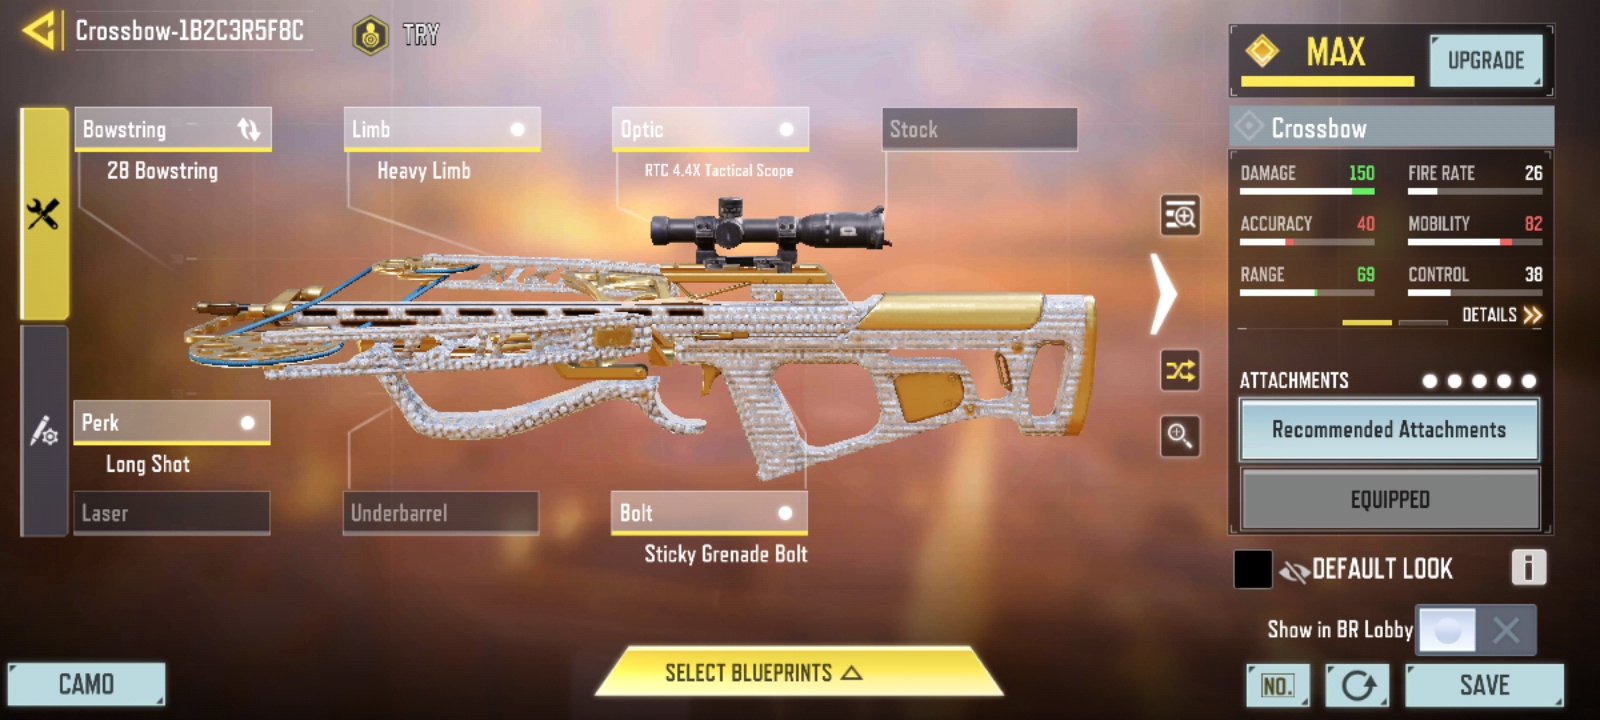 Crossbow-1B2C3R5F8C
TRY
MAX
UPGRADE
Bowstring
28 Bowstring
Limb
Heavy Limb
Optic
RTC 4.4X Tactical Scope
Stock
Crossbow
DAMAGE 150
FIRE RATE 26
ACCURACY 40
MOBILITY 82
RANGE 69
CONTROL 38
DETAILS
ATTACHMENTS
Recommended Attachments
EQUIPPED
Perk
Long Shot
Laser
Underbarrel
Bolt
Sticky Grenade Bolt
DEFAULT LOOK
Show in BR Lobby
CAMO
SELECT BLUEPRINTS
NO.
SAVE